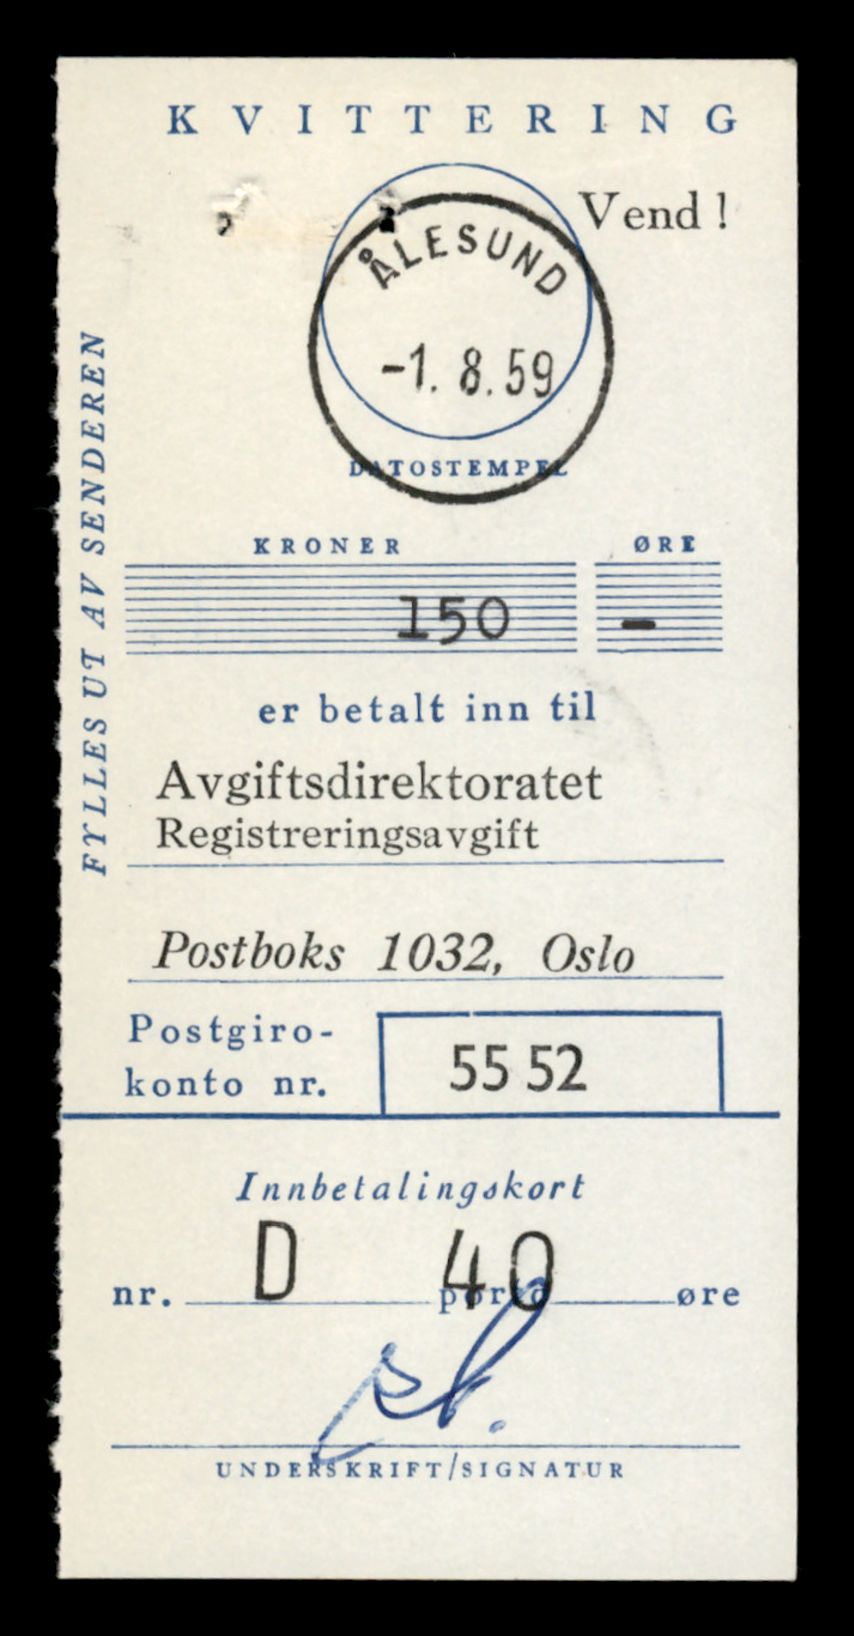 KVITTERING
Vend !
ÅLESUND
-1. 8. 59
DATOSTEMPEL
FYLLES UT AV SENDEREN
KRONER ØRE
150 -
er betalt inn til
Avgiftsdirektoratet
Registreringsavgift
Postboks 1032, Oslo
Postgiro-
konto nr. 55 52
Innbetalingskort
nr. D porto 40 øre
UNDERSKRIFT/SIGNATUR